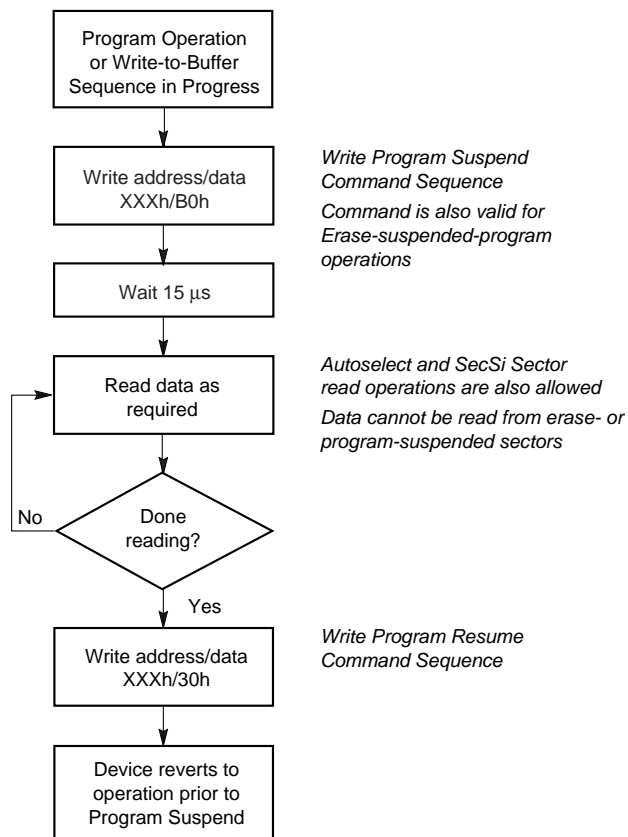 Program Operation
or Write-to-Buffer
Sequence in Progress
Write address/data
XXXh/B0h
Write Program Suspend
Command Sequence
Command is also valid for
Erase-suspended-program
operations
Wait 15 μs
Read data as
required
Autoselect and SecSi Sector
read operations are also allowed
Data cannot be read from erase- or
program-suspended sectors
No
Done
reading?
Yes
Write address/data
XXXh/30h
Write Program Resume
Command Sequence
Device reverts to
operation prior to
Program Suspend